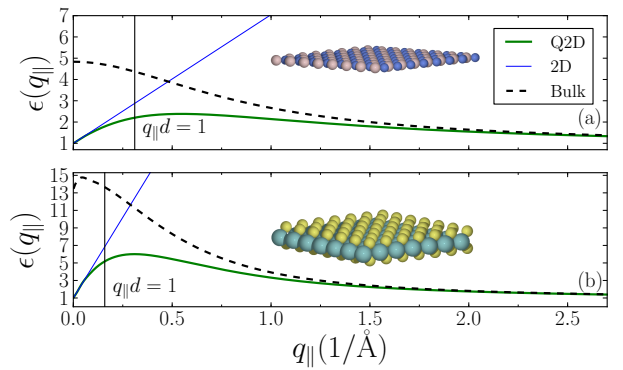 7
6
5
4
3
2
1
ϵ(q∥)
q∥d = 1
Q2D
2D
Bulk
(a)
15
13
11
9
7
5
3
1
ϵ(q∥)
q∥d = 1
(b)
0.0 0.5 1.0 1.5 2.0 2.5
q∥(1/Å)